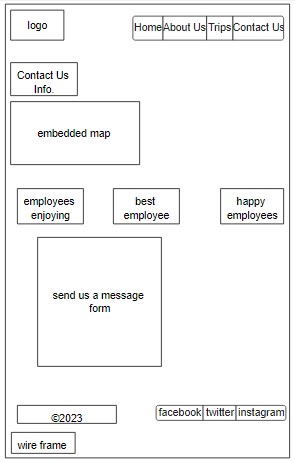 logo
Home About Us Trips Contact Us
Contact Us
Info.
embedded map
employees
enjoying
best
employee
happy
employees
send us a message
form
©2023
facebook twitter instagram
wire frame